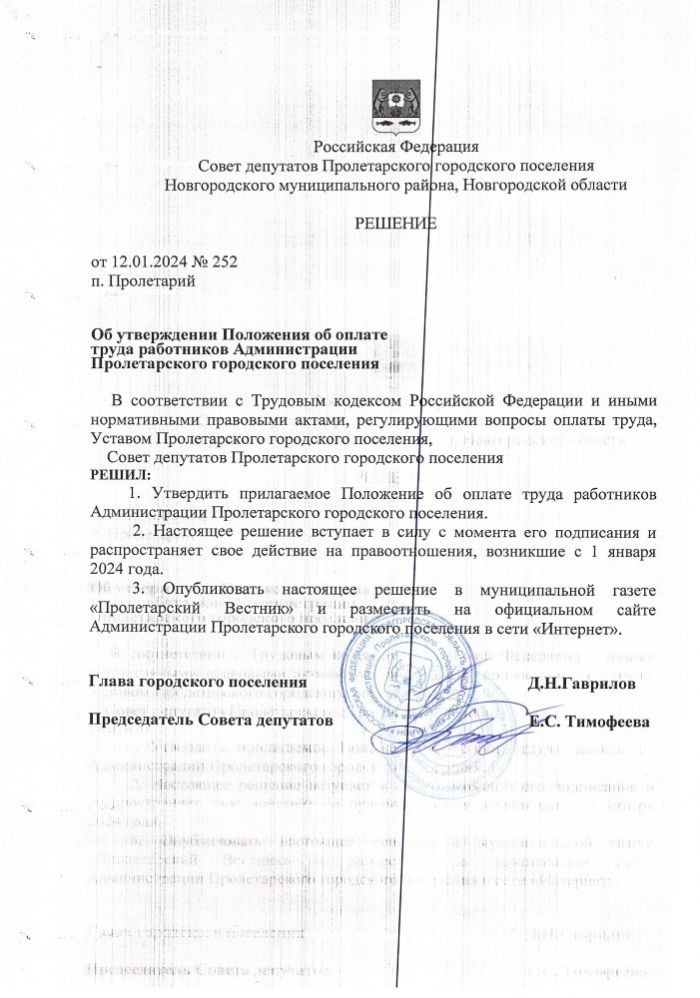 Российская Федерация
Совет депутатов Пролетарского городского поселения
Новгородского муниципального района, Новгородской области
РЕШЕНИЕ
от 12.01.2024 № 252
п. Пролетарий
Об утверждении Положения об оплате
труда работников Администрации
Пролетарского городского поселения
В соответствии с Трудовым кодексом Российской Федерации и иными
нормативными правовыми актами, регулирующими вопросы оплаты труда,
Уставом Пролетарского городского поселения,
Совет депутатов Пролетарского городского поселения
РЕШИЛ:
1. Утвердить прилагаемое Положение об оплате труда работников
Администрации Пролетарского городского поселения.
2. Настоящее решение вступает в силу с момента его подписания и
распространяет свое действие на правоотношения, возникшие с 1 января
2024 года.
3. Опубликовать настоящее решение в муниципальной газете
«Пролетарский Вестник» и разместить на официальном сайте
Администрации Пролетарского городского поселения в сети «Интернет».
Глава городского поселения Д.Н.Гаврилов
Председатель Совета депутатов Е.С. Тимофеева